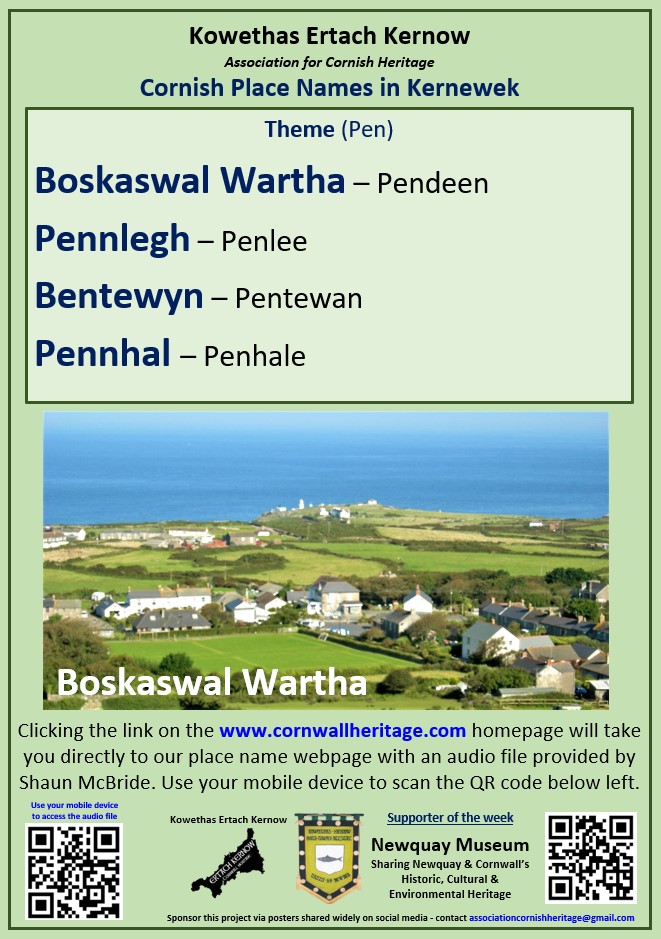 Kowethas Ertach Kernow
Association for Cornish Heritage
Cornish Place Names in Kernewek
Theme (Pen)
Boskaswal Wartha – Pendeen
Pennlegh – Penlee
Bentewyn – Pentewan
Pennhal – Penhale
Boskaswal Wartha
Clicking the link on the www.cornwallheritage.com homepage will take
you directly to our place name webpage with an audio file provided by
Shaun McBride. Use your mobile device to scan the QR code below left.
Use your mobile device
to access the audio file
Kowethas Ertach Kernow
ERTACH KERNOW
Supporter of the week
Newquay Museum
Sharing Newquay & Cornwall's
Historic, Cultural &
Environmental Heritage
Sponsor this project via posters shared widely on social media - contact associationcornishheritage@gmail.com